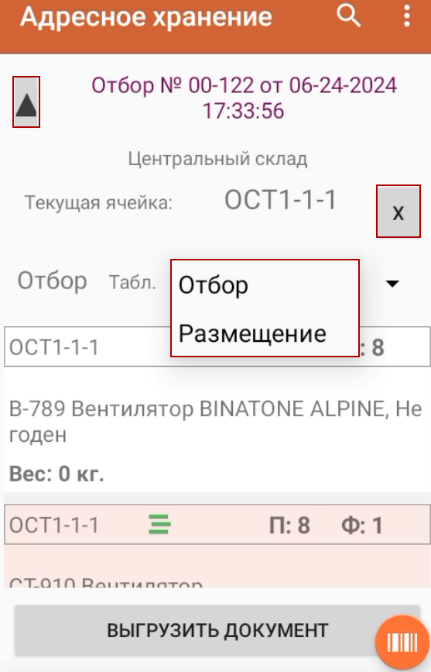 Адресное хранение
Отбор № 00-122 от 06-24-2024
17:33:56
Центральный склад
Текущая ячейка: ОСТ1-1-1 X
Отбор Табл. Отбор
Размещение
ОСТ1-1-1 : 8
В-789 Вентилятор BINATONE ALPINE, Не
годен
Вес: 0 кг.
ОСТ1-1-1 П: 8 Ф: 1
СТ-910 Вентилятор
ВЫГРУЗИТЬ ДОКУМЕНТ